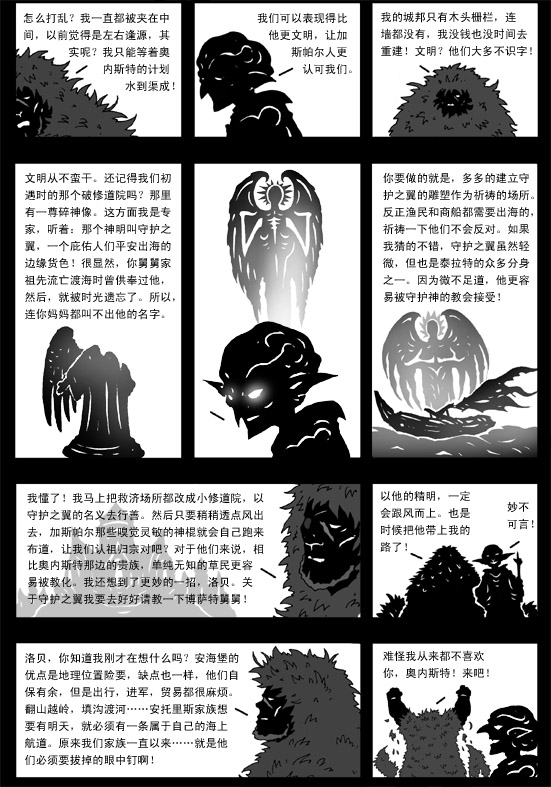 怎么打乱？我一直都被夹在中
间，以前觉得是左右逢源，其
实呢？我只能等着奥
内斯特的计划
水到渠成！
我们可以表现得比
他更文明，让加
斯帕尔人更
认可我们。
我的城邦只有木头栅栏，连
墙都没有，我没钱也没时间去
重建！文明？他们大多不识字！
文明从不蛮干。还记得我们初
遇时的那个破修道院吗？那里
有一尊碎神像。这方面我是专
家，听着：那个神明叫守护之
翼，一个庇佑人们平安出海的
边缘货色！很显然，你舅舅家
祖先流亡渡海时曾供奉过他，
然后，就被时光遗忘了。所以，
连你妈妈都叫不出他的名字。
你要做的就是，多多的建立守
护之翼的雕塑作为祈祷的场所。
反正渔民和商船都需要出海的，
祈祷一下他们不会反对。如果
我猜的不错，守护之翼虽然轻
微，但也是泰拉特的众多分身
之一。因为微不足道，他更容
易被守护神的教会接受！
我懂了！我马上把救济场所都改成小修道院，以
守护之翼的名义去行善。然后只要稍稍透点风出
去，加斯帕尔那些嗅觉灵敏的神棍就会自己跑来
布道，让我们认祖归宗对吧？对于他们来说，相
比奥内斯特那边的贵族，单纯无知的草民更容
易被教化。我还想到了更妙的一招，洛贝。关
于守护之翼我要去好好请教一下博萨特舅舅！
以他的精明，一定
会跟风而上。也是
时候把他带上我的
路了！
妙不
可言！
洛贝，你知道我刚才在想什么吗？安海堡的
优点是地理位置险要，缺点也一样，他们自
保有余，但是出行，进军，贸易都很麻烦。
翻山越岭，填沟渡河……安托里斯家族想
要有明天，就必须有一条属于自己的海上
航道。原来我们家族一直以来……就是他
们必须要拔掉的眼中钉啊！
难怪我从来都不喜欢
你，奥内斯特！来吧！